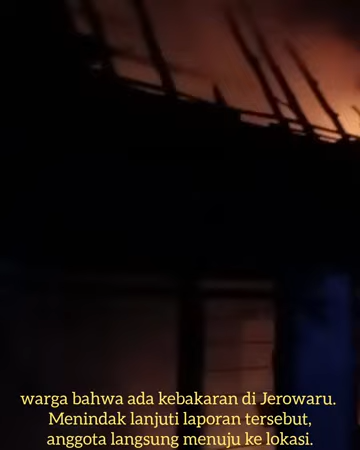 warga bahwa ada kebakaran di Jerowaru.
Menindak lanjuti laporan tersebut,
anggota langsung menuju ke lokasi.